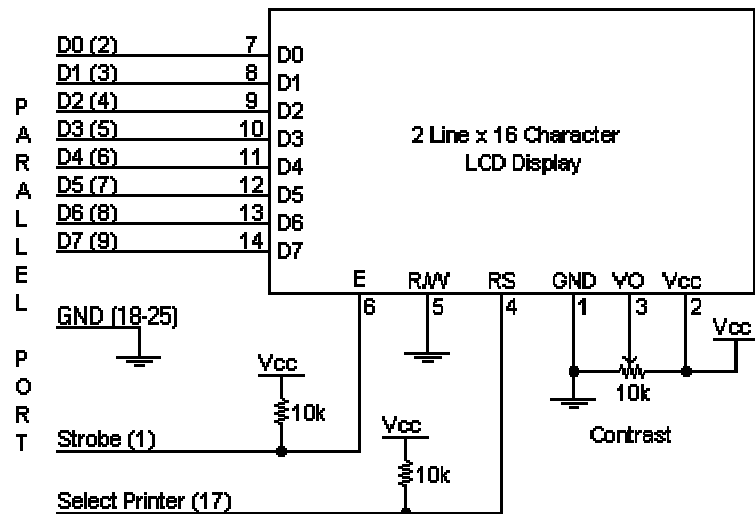 PARALLEL PORT
D0 (2) 7 D0
D1 (3) 8 D1
D2 (4) 9 D2
D3 (5) 10 D3
D4 (6) 11 D4
D5 (7) 12 D5
D6 (8) 13 D6
D7 (9) 14 D7
2 Line x 16 Character
LCD Display
E R/W RS GND VO Vcc
6 5 4 1 3 2
GND (18-25)
Vcc
Vcc
10k
10k
Contrast
Strobe (1)
Vcc
10k
Select Printer (17)